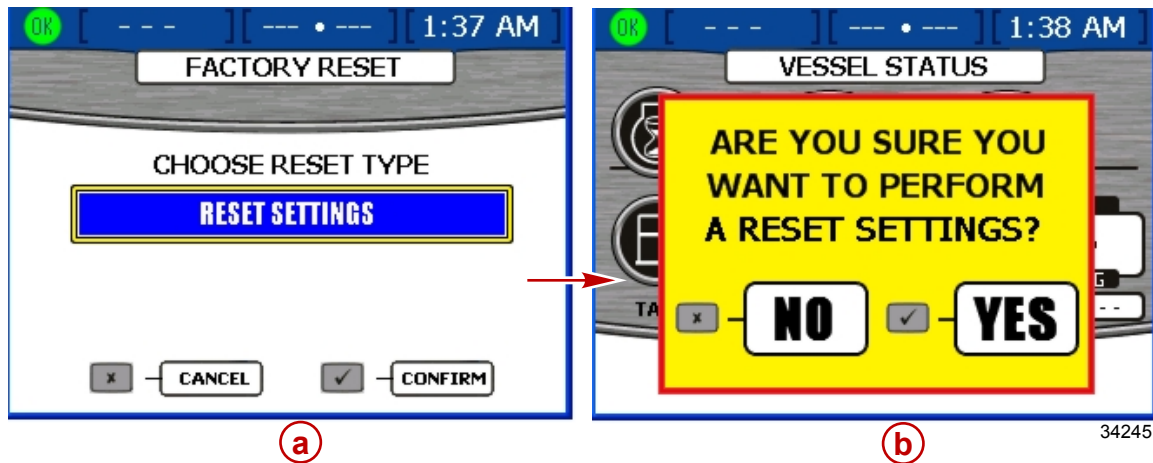 OK [ - - - ][ --- • --- ][ 1:37 AM ]
FACTORY RESET
CHOOSE RESET TYPE
RESET SETTINGS
x - CANCEL ✓ - CONFIRM
a
OK [ - - - ][ --- • --- ][ 1:38 AM ]
VESSEL STATUS
ARE YOU SURE YOU
WANT TO PERFORM
A RESET SETTINGS?
TA
G
- -
x - NO ✓ - YES
b
34245